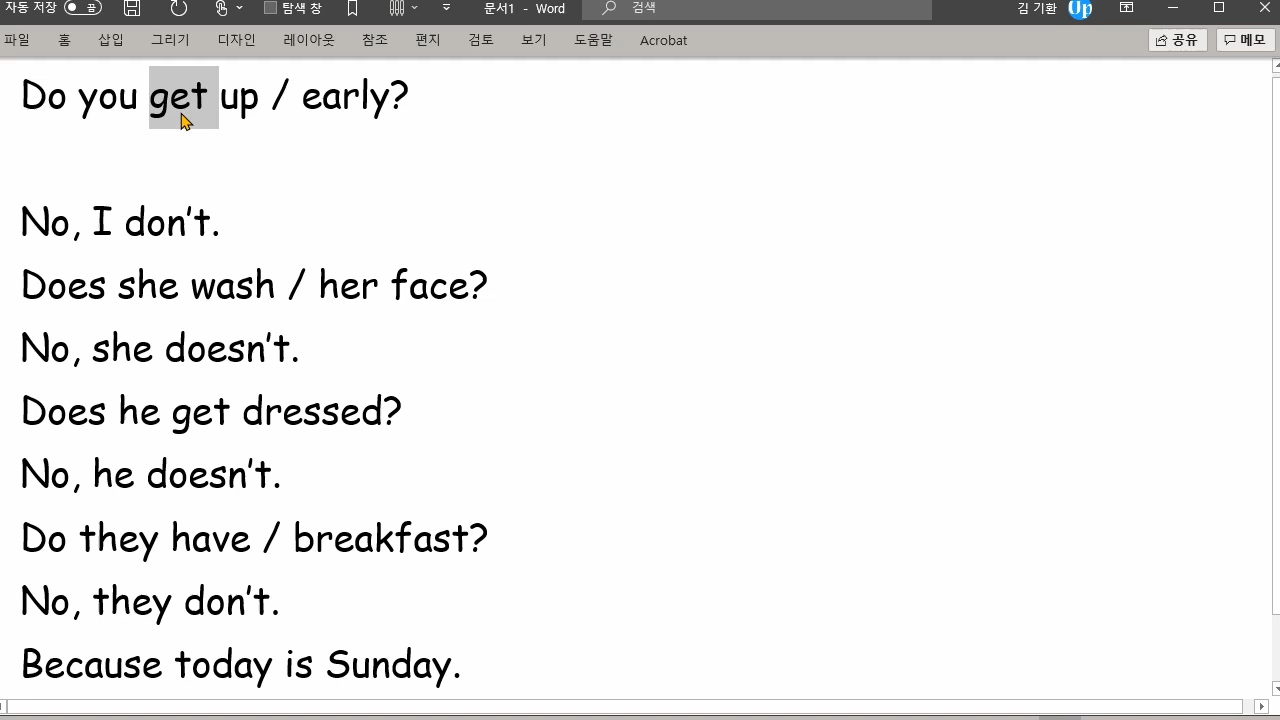 자동 저장 끔 탐색 창 문서1 - Word 검색 김 기환 Up
파일 홈 삽입 그리기 디자인 레이아웃 참조 편지 검토 보기 도움말 Acrobat 공유 메모
Do you get up / early?
No, I don't.
Does she wash / her face?
No, she doesn't.
Does he get dressed?
No, he doesn't.
Do they have / breakfast?
No, they don't.
Because today is Sunday.